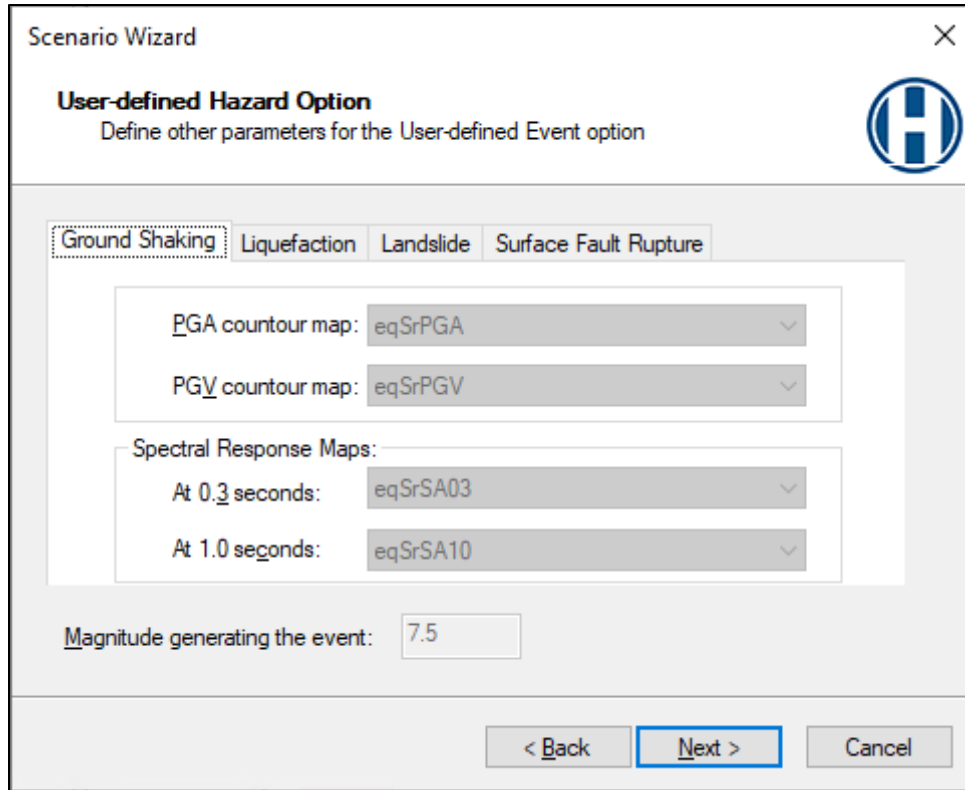 Scenario Wizard
User-defined Hazard Option
Define other parameters for the User-defined Event option
Ground Shaking Liquefaction Landslide Surface Fault Rupture
PGA countour map: eqSrPGA
PGV countour map: eqSrPGV
Spectral Response Maps:
At 0.3 seconds: eqSrSA03
At 1.0 seconds: eqSrSA10
Magnitude generating the event: 7.5
< Back Next > Cancel